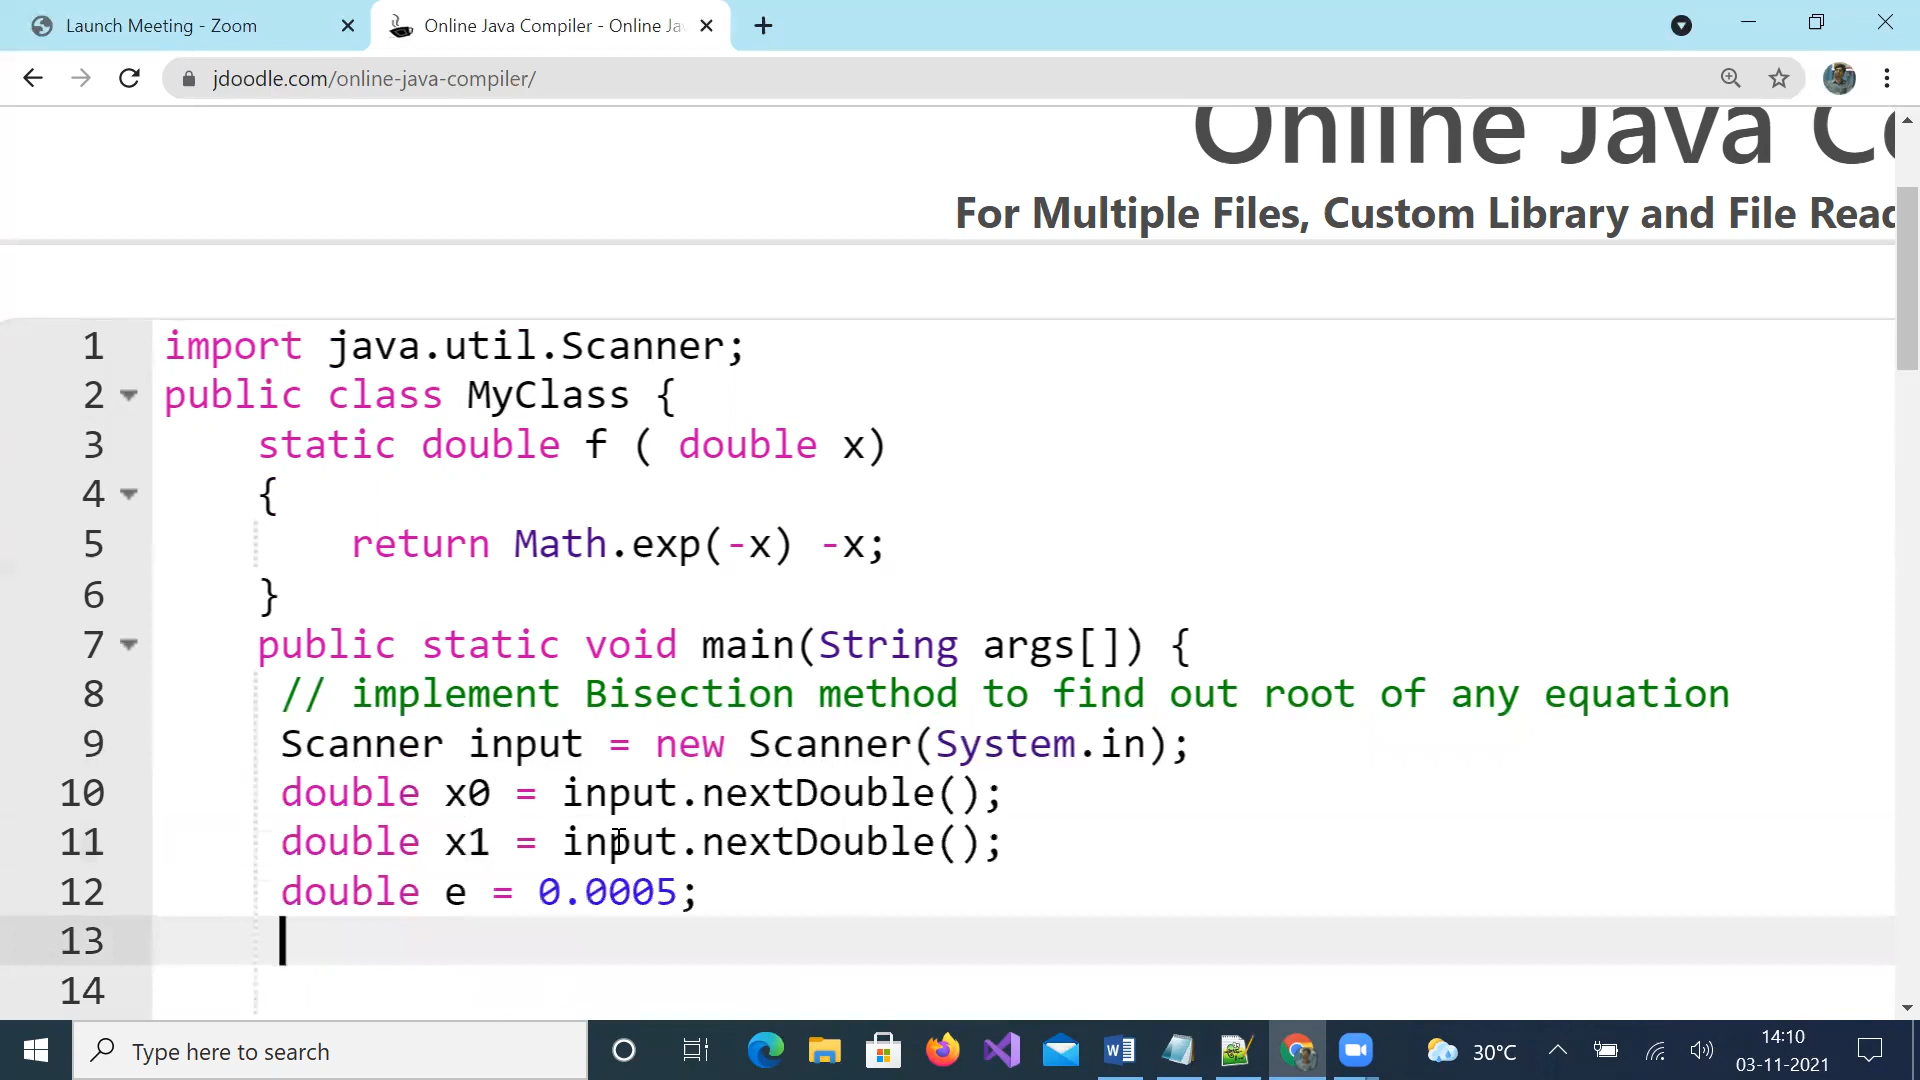 Launch Meeting - Zoom
Online Java Compiler - Online Ja
jdoodle.com/online-java-compiler/
Online Java Co
For Multiple Files, Custom Library and File Read
1 import java.util.Scanner;
2 public class MyClass {
3 static double f ( double x)
4 {
5 return Math.exp(-x) -x;
6 }
7 public static void main(String args[]) {
8 // implement Bisection method to find out root of any equation
9 Scanner input = new Scanner(System.in);
10 double x0 = input.nextDouble();
11 double x1 = input.nextDouble();
12 double e = 0.0005;
13
14
Type here to search
30°C
14:10
03-11-2021